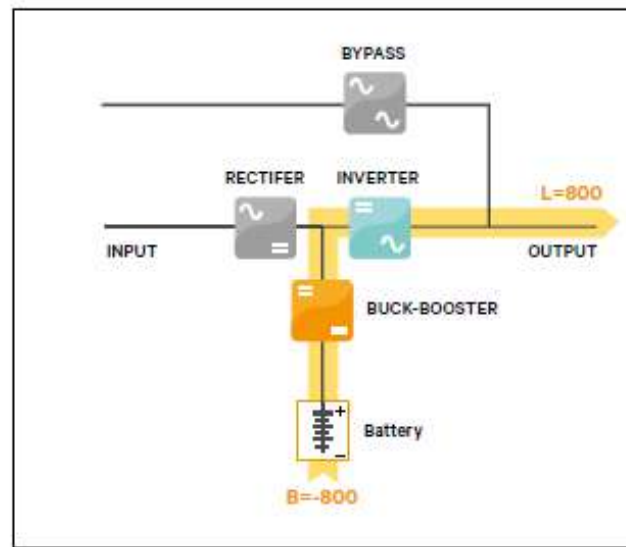 BYPASS
RECTIFER
INVERTER
L=800
INPUT
OUTPUT
BUCK-BOOSTER
Battery
B=-800